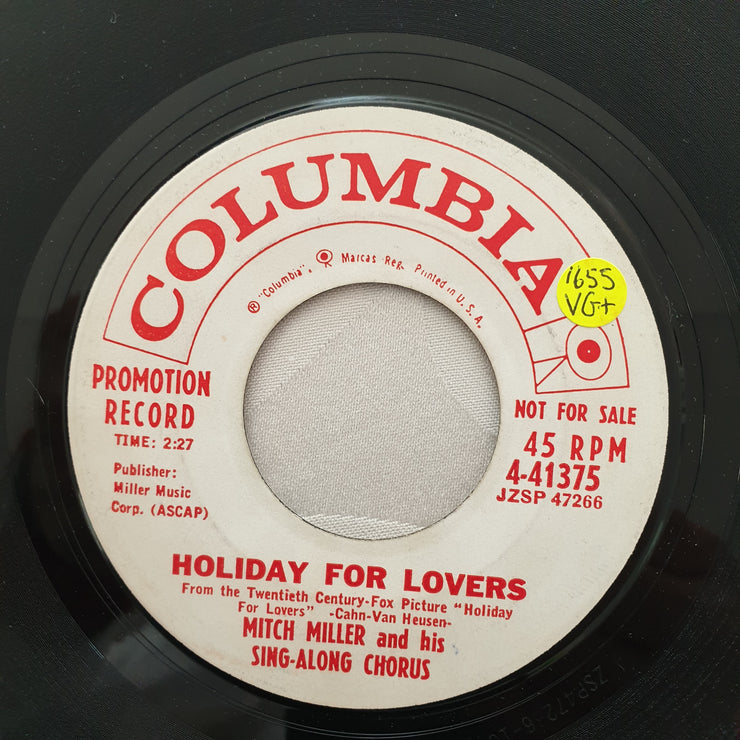 COLUMBIA
® "Columbia", Marcas Reg. Printed in U.S.A.
1655
VG+
PROMOTION
RECORD
TIME: 2:27
Publisher:
Miller Music
Corp. (ASCAP)
NOT FOR SALE
45 RPM
4-41375
JZSP 47266
HOLIDAY FOR LOVERS
From the Twentieth Century-Fox Picture "Holiday
For Lovers" -Cahn-Van Heusen-
MITCH MILLER and his
SING-ALONG CHORUS